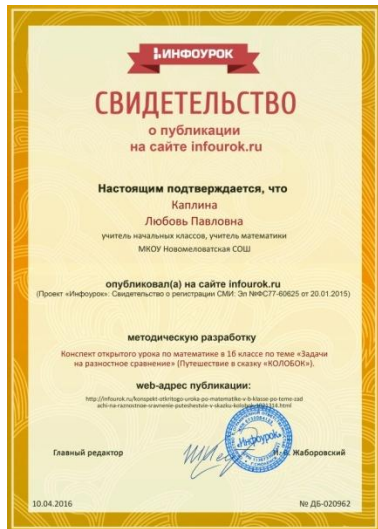 ИНФОУРОК
СВИДЕТЕЛЬСТВО
о публикации
на сайте infourok.ru
Настоящим подтверждается, что
Каплина
Любовь Павловна
учитель начальных классов, учитель математики
МКОУ Новомеловатская СОШ
опубликовал(а) на сайте infourok.ru
(Проект «Инфоурок». Свидетельство о регистрации СМИ: Эл №ФС77-60625 от 20.01.2015)
методическую разработку
Конспект открытого урока по математике в 1б классе по теме «Задачи
на разностное сравнение» (Путешествие в сказку «КОЛОБОК»).
web-адрес публикации:
Главный редактор
Жаборовский
«Инфоурок»
10.04.2016
№ ДБ-020962